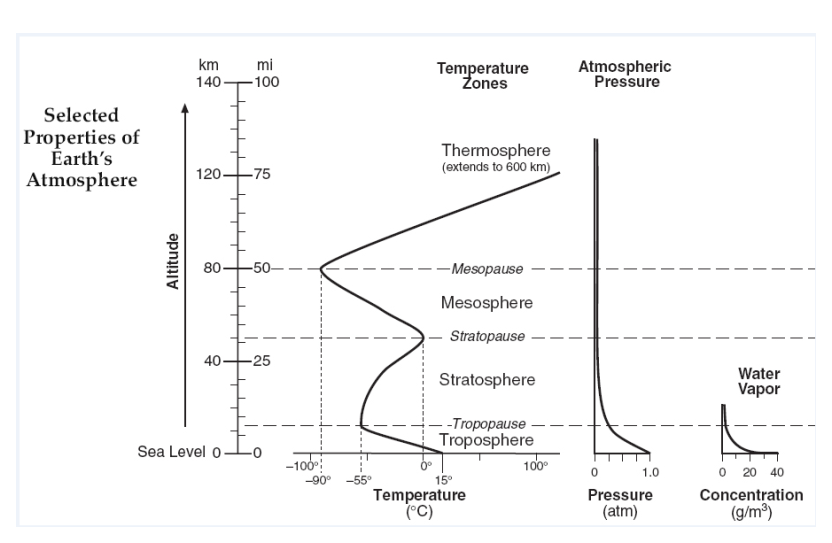 Selected
Properties of
Earth's
Atmosphere
km
mi
140
100
120
75
80
50
40
25
Sea Level 0
0
Altitude
Temperature
Zones
Thermosphere
(extends to 600 km)
Mesopause
Mesosphere
Stratopause
Stratosphere
Tropopause
Troposphere
–100°
0°
100°
–90°
–55°
15°
Temperature
(°C)
Atmospheric
Pressure
0
1.0
Pressure
(atm)
Water
Vapor
0 20 40
Concentration
(g/m³)